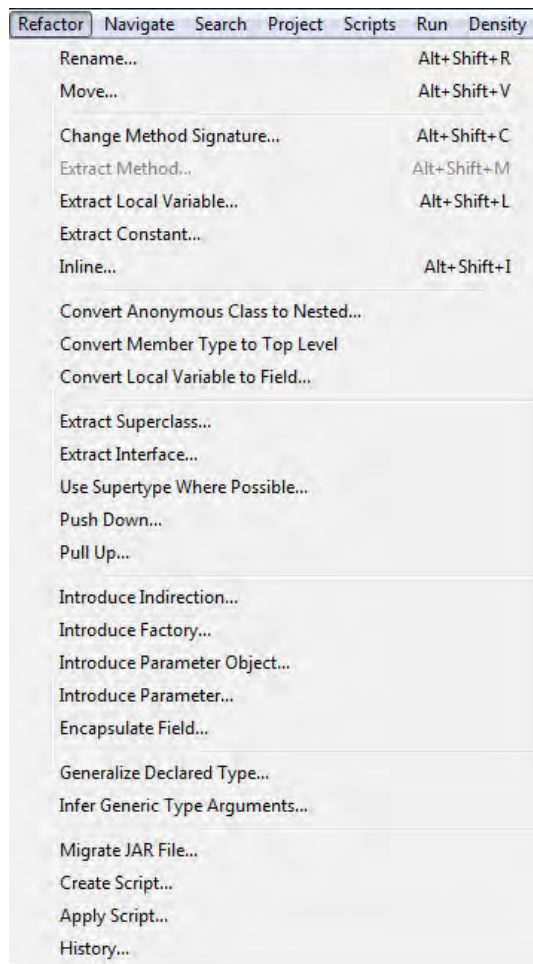 Refactor Navigate Search Project Scripts Run Density
Rename... Alt+Shift+R
Move... Alt+Shift+V
Change Method Signature... Alt+Shift+C
Extract Method... Alt+Shift+M
Extract Local Variable... Alt+Shift+L
Extract Constant...
Inline... Alt+Shift+I
Convert Anonymous Class to Nested...
Convert Member Type to Top Level
Convert Local Variable to Field...
Extract Superclass...
Extract Interface...
Use Supertype Where Possible...
Push Down...
Pull Up...
Introduce Indirection...
Introduce Factory...
Introduce Parameter Object...
Introduce Parameter...
Encapsulate Field...
Generalize Declared Type...
Infer Generic Type Arguments...
Migrate JAR File...
Create Script...
Apply Script...
History...